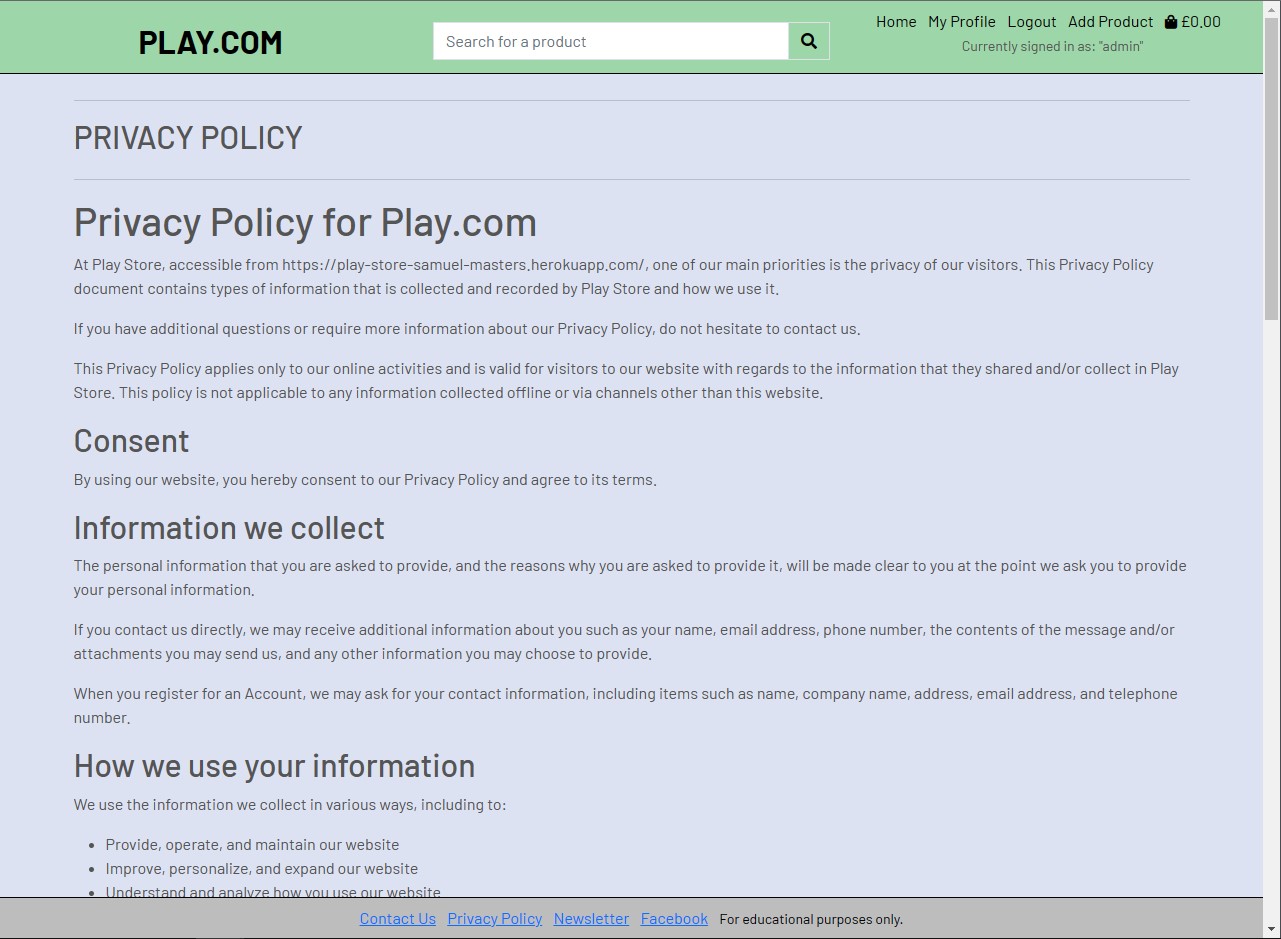 PLAY.COM
Search for a product
Home My Profile Logout Add Product £0.00
Currently signed in as: "admin"
PRIVACY POLICY
Privacy Policy for Play.com
At Play Store, accessible from https://play-store-samuel-masters.herokuapp.com/, one of our main priorities is the privacy of our visitors. This Privacy Policy
document contains types of information that is collected and recorded by Play Store and how we use it.
If you have additional questions or require more information about our Privacy Policy, do not hesitate to contact us.
This Privacy Policy applies only to our online activities and is valid for visitors to our website with regards to the information that they shared and/or collect in Play
Store. This policy is not applicable to any information collected offline or via channels other than this website.
Consent
By using our website, you hereby consent to our Privacy Policy and agree to its terms.
Information we collect
The personal information that you are asked to provide, and the reasons why you are asked to provide it, will be made clear to you at the point we ask you to provide
your personal information.
If you contact us directly, we may receive additional information about you such as your name, email address, phone number, the contents of the message and/or
attachments you may send us, and any other information you may choose to provide.
When you register for an Account, we may ask for your contact information, including items such as name, company name, address, email address, and telephone
number.
How we use your information
We use the information we collect in various ways, including to:
• Provide, operate, and maintain our website
• Improve, personalize, and expand our website
• Understand and analyze how you use our website
Contact Us Privacy Policy Newsletter Facebook For educational purposes only.